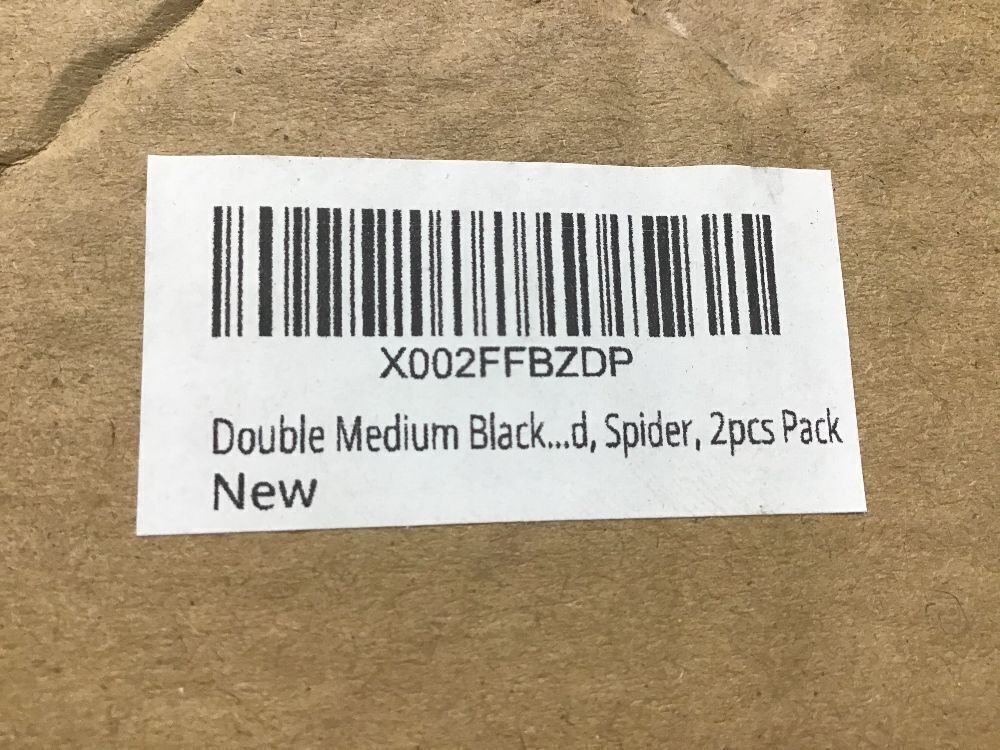 X002FFBZDP
Double Medium Black...d, Spider, 2pcs Pack
New